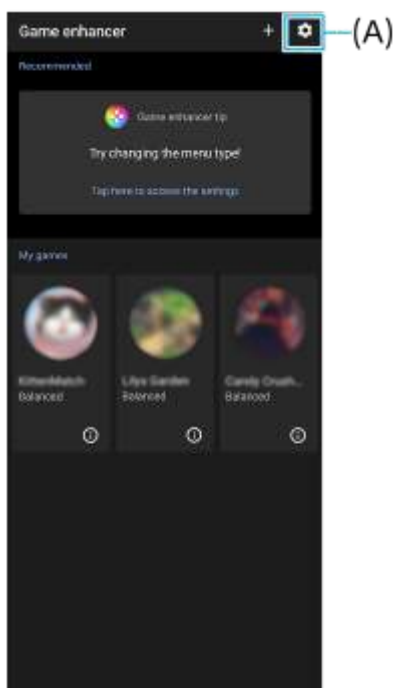 Game enhancer +
(A)
Recommended
Game enhancer tip
Try changing the menu type!
Tap here to access the settings
My games
KittenMatch
Lilys Garden
Candy Crush...
Balanced
Balanced
Balanced